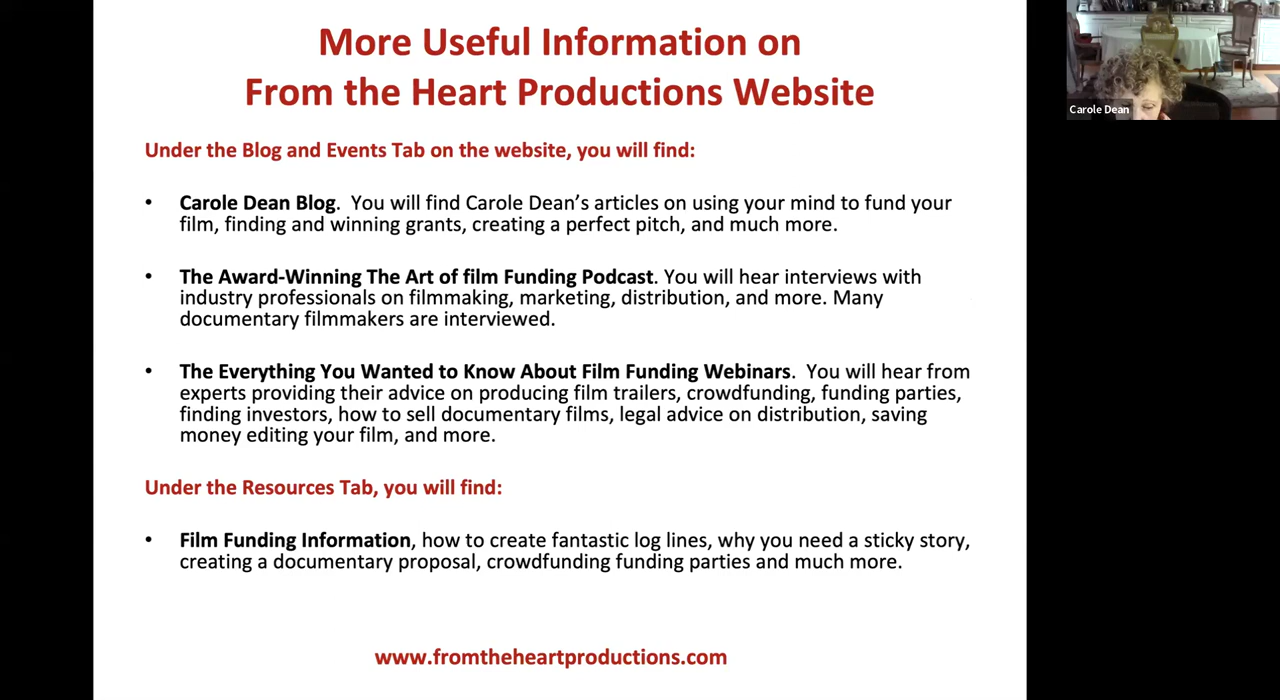 More Useful Information on
From the Heart Productions Website
Under the Blog and Events Tab on the website, you will find:
• Carole Dean Blog.  You will find Carole Dean’s articles on using your mind to fund your
film, finding and winning grants, creating a perfect pitch, and much more.
• The Award-Winning The Art of film Funding Podcast. You will hear interviews with
industry professionals on filmmaking, marketing, distribution, and more. Many
documentary filmmakers are interviewed.
• The Everything You Wanted to Know About Film Funding Webinars.  You will hear from
experts providing their advice on producing film trailers, crowdfunding, funding parties,
finding investors, how to sell documentary films, legal advice on distribution, saving
money editing your film, and more.
Under the Resources Tab, you will find:
• Film Funding Information, how to create fantastic log lines, why you need a sticky story,
creating a documentary proposal, crowdfunding funding parties and much more.
www.fromtheheartproductions.com
Carole Dean